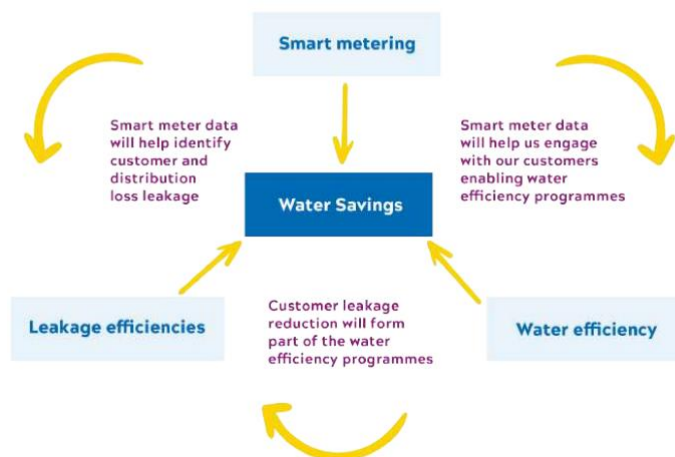 Smart metering
Smart meter data
will help identify
customer and
distribution
loss leakage
Smart meter data
will help us engage
with our customers
enabling water
efficiency programmes
Water Savings
Leakage efficiencies
Customer leakage
reduction will form
part of the water
efficiency programmes
Water efficiency